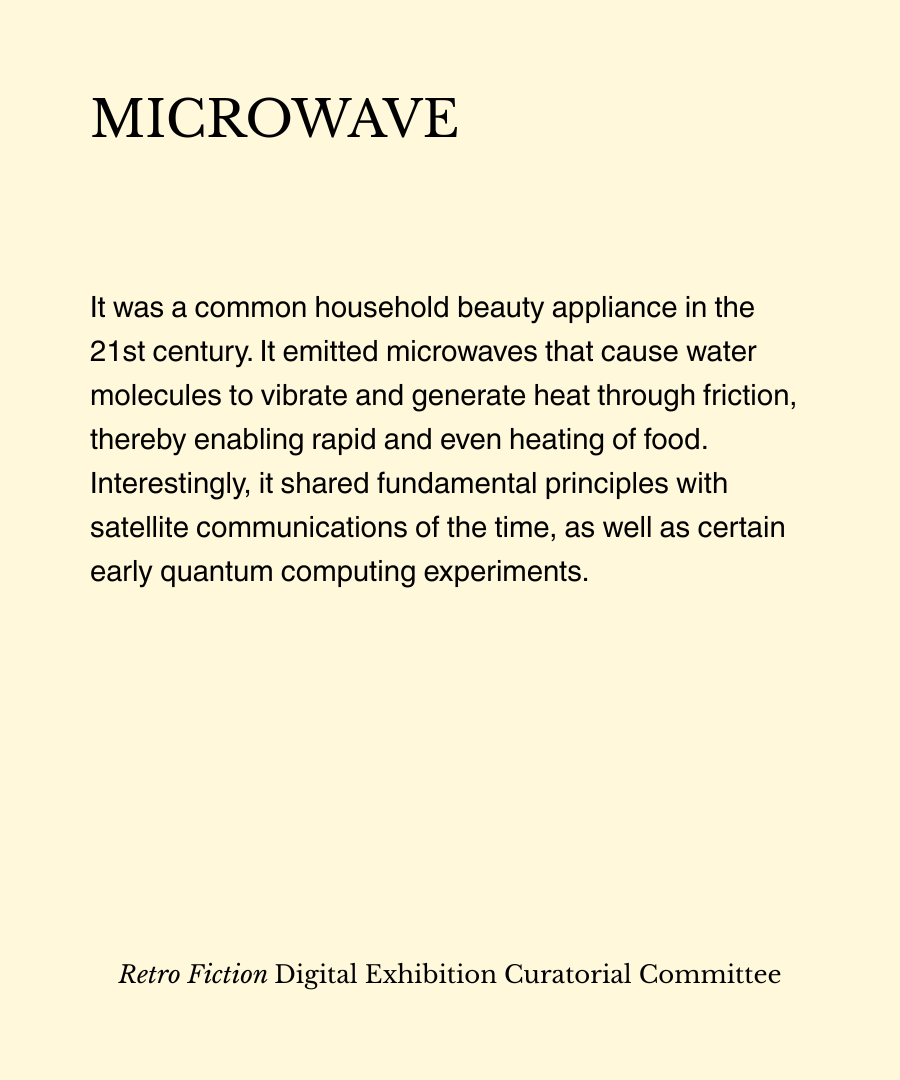 MICROWAVE
It was a common household beauty appliance in the
21st century. It emitted microwaves that cause water
molecules to vibrate and generate heat through friction,
thereby enabling rapid and even heating of food.
Interestingly, it shared fundamental principles with
satellite communications of the time, as well as certain
early quantum computing experiments.
Retro Fiction Digital Exhibition Curatorial Committee